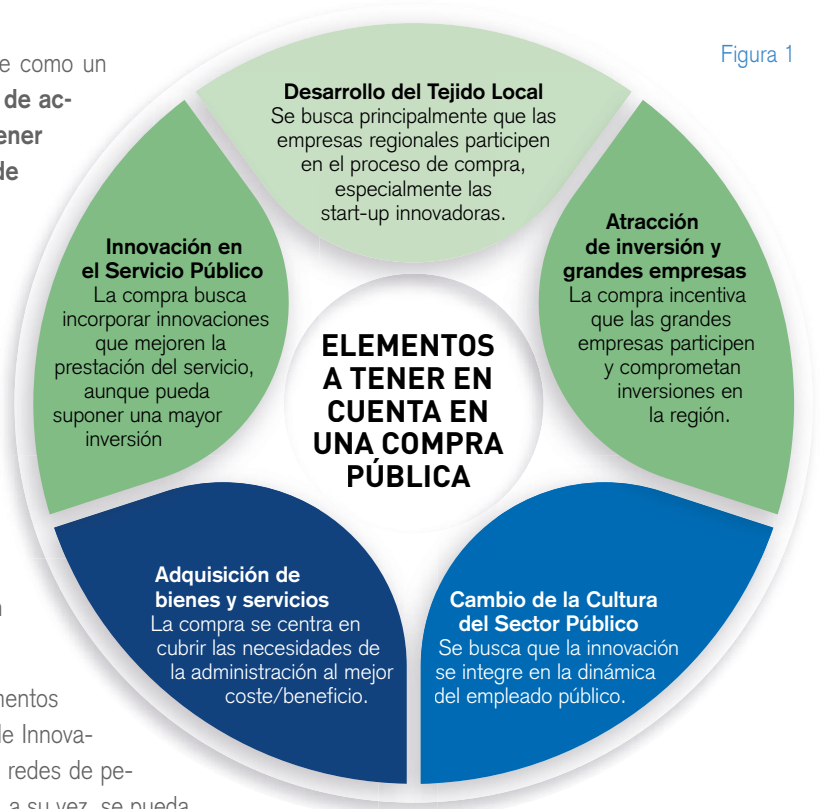 e como un
de ac-
ener
de
Figura 1
Desarrollo del Tejido Local
Se busca principalmente que las
empresas regionales participen
en el proceso de compra,
especialmente las
start-up innovadoras.
Innovación en
el Servicio Público
La compra busca
incorporar innovaciones
que mejoren la
prestación del servicio,
aunque pueda
suponer una mayor
inversión
Atracción
de inversión y
grandes empresas
La compra incentiva
que las grandes
empresas participen
y comprometan
inversiones en
la región.
ELEMENTOS
A TENER EN
CUENTA EN
UNA COMPRA
PÚBLICA
Adquisición de
bienes y servicios
La compra se centra en
cubrir las necesidades de
la administración al mejor
coste/beneficio.
Cambio de la Cultura
del Sector Público
Se busca que la innovación
se integre en la dinámica
del empleado público.
mentos
de Innova-
redes de pe-
a su vez, se pueda